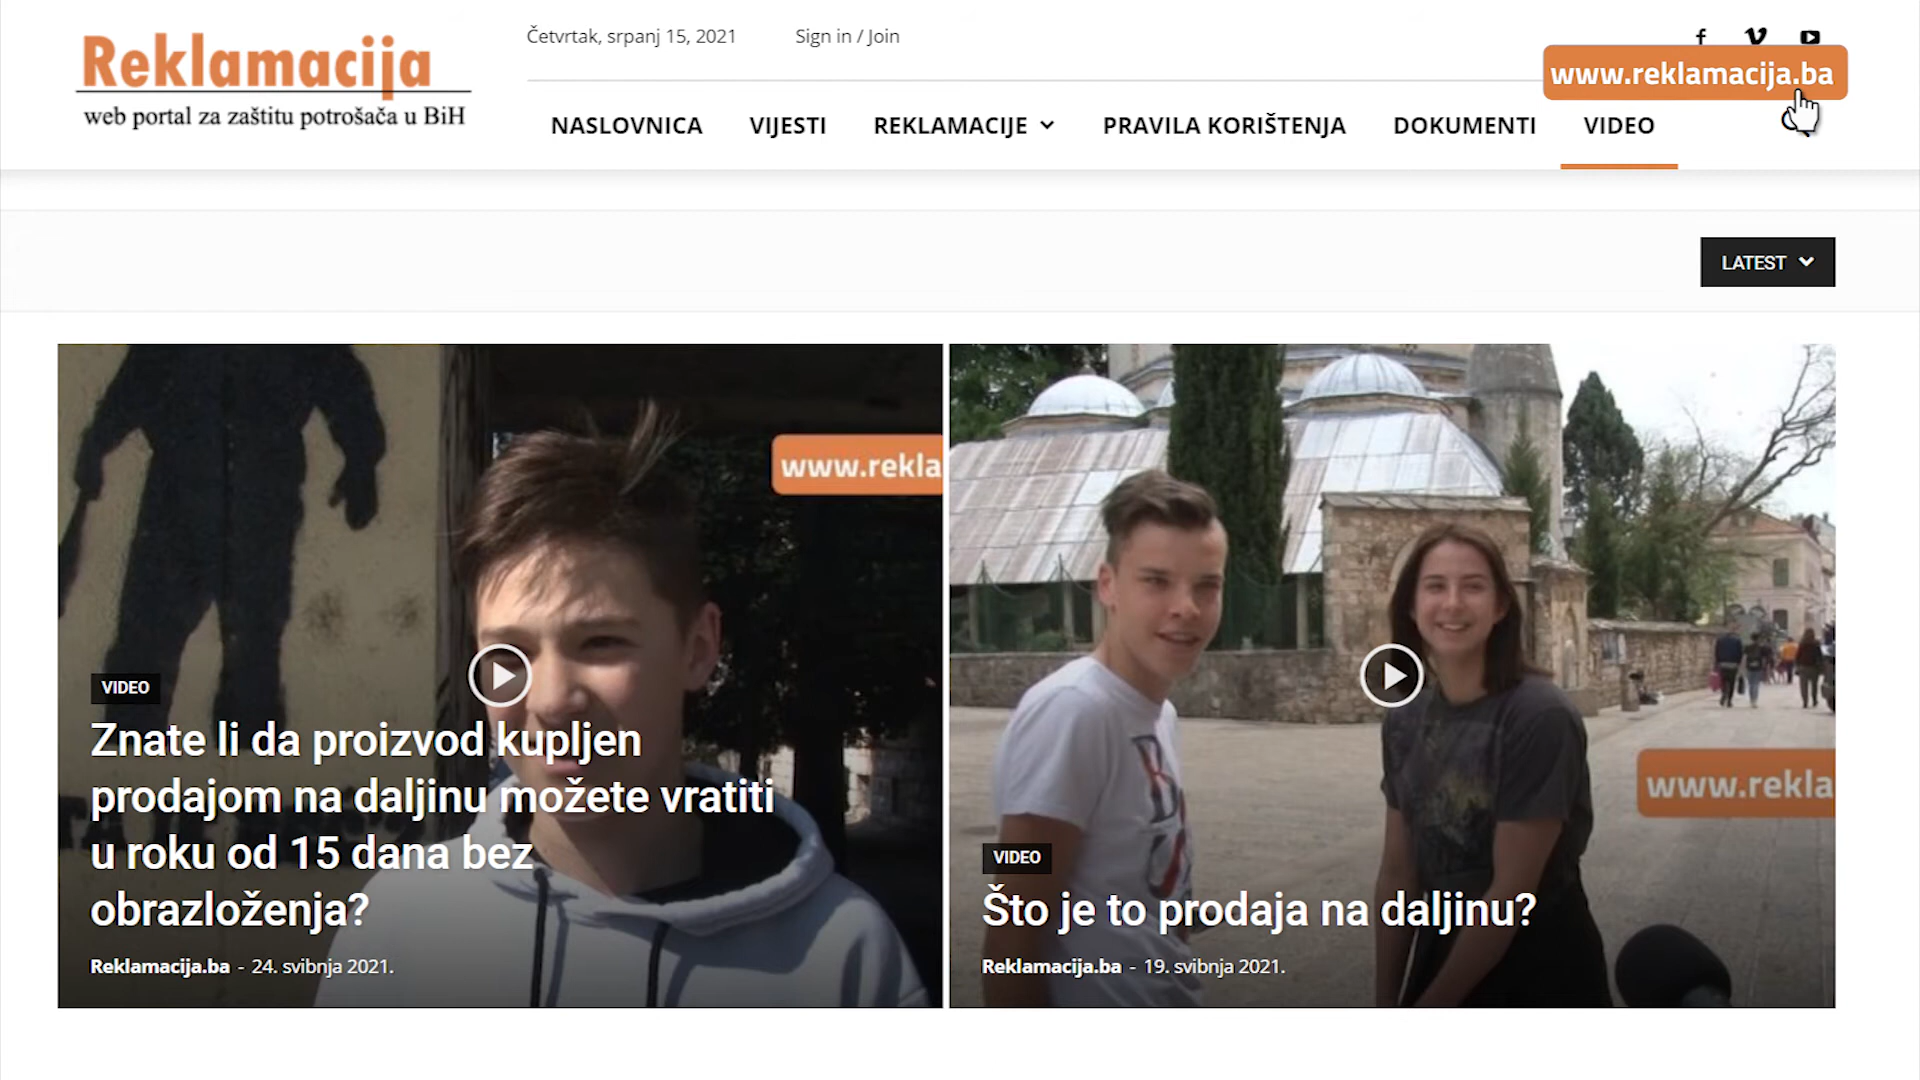 Reklamacija
web portal za zaštitu potrošača u BiH
Četvrtak, srpanj 15, 2021
Sign in / Join
www.reklamacija.ba
NASLOVNICA
VIJESTI
REKLAMACIJE
PRAVILA KORIŠTENJA
DOKUMENTI
VIDEO
LATEST
www.rekla
VIDEO
Znate li da proizvod kupljen
prodajom na daljinu možete vratiti
u roku od 15 dana bez
obrazloženja?
Reklamacija.ba - 24. svibnja 2021.
www.rekla
VIDEO
Što je to prodaja na daljinu?
Reklamacija.ba - 19. svibnja 2021.